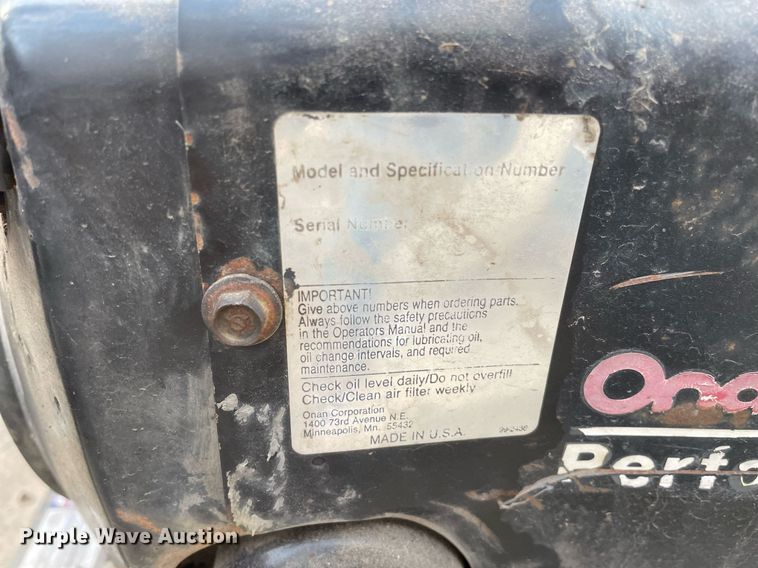 Model and Specification Number
Serial Number
IMPORTANT!
Give above numbers when ordering parts.
Always follow the safety precautions
in the Operators Manual and the
recommendations for lubricating oil,
oil change intervals, and required
maintenance.
Check oil level daily/Do not overfill
Check/Clean air filter weekly
Onan Corporation
1400 73rd Avenue N.E.
Minneapolis, Mn. 55432
MADE IN U.S.A.
Ona
Perfo
Purple Wave Auction